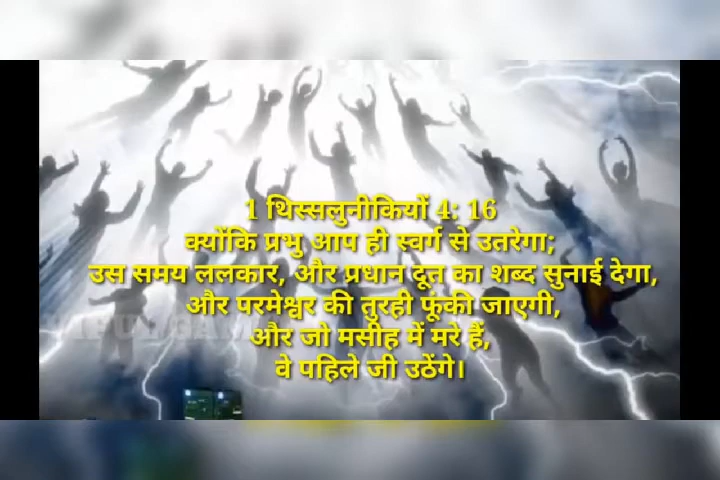 1 थिस्सलुनीकियों 4: 16
क्योंकि प्रभु आप ही स्वर्ग से उतरेगा;
उस समय ललकार, और प्रधान दूत का शब्द सुनाई देगा,
और परमेश्वर की तुरही फूंकी जाएगी,
और जो मसीह में मरे हैं,
वे पहिले जी उठेंगे।